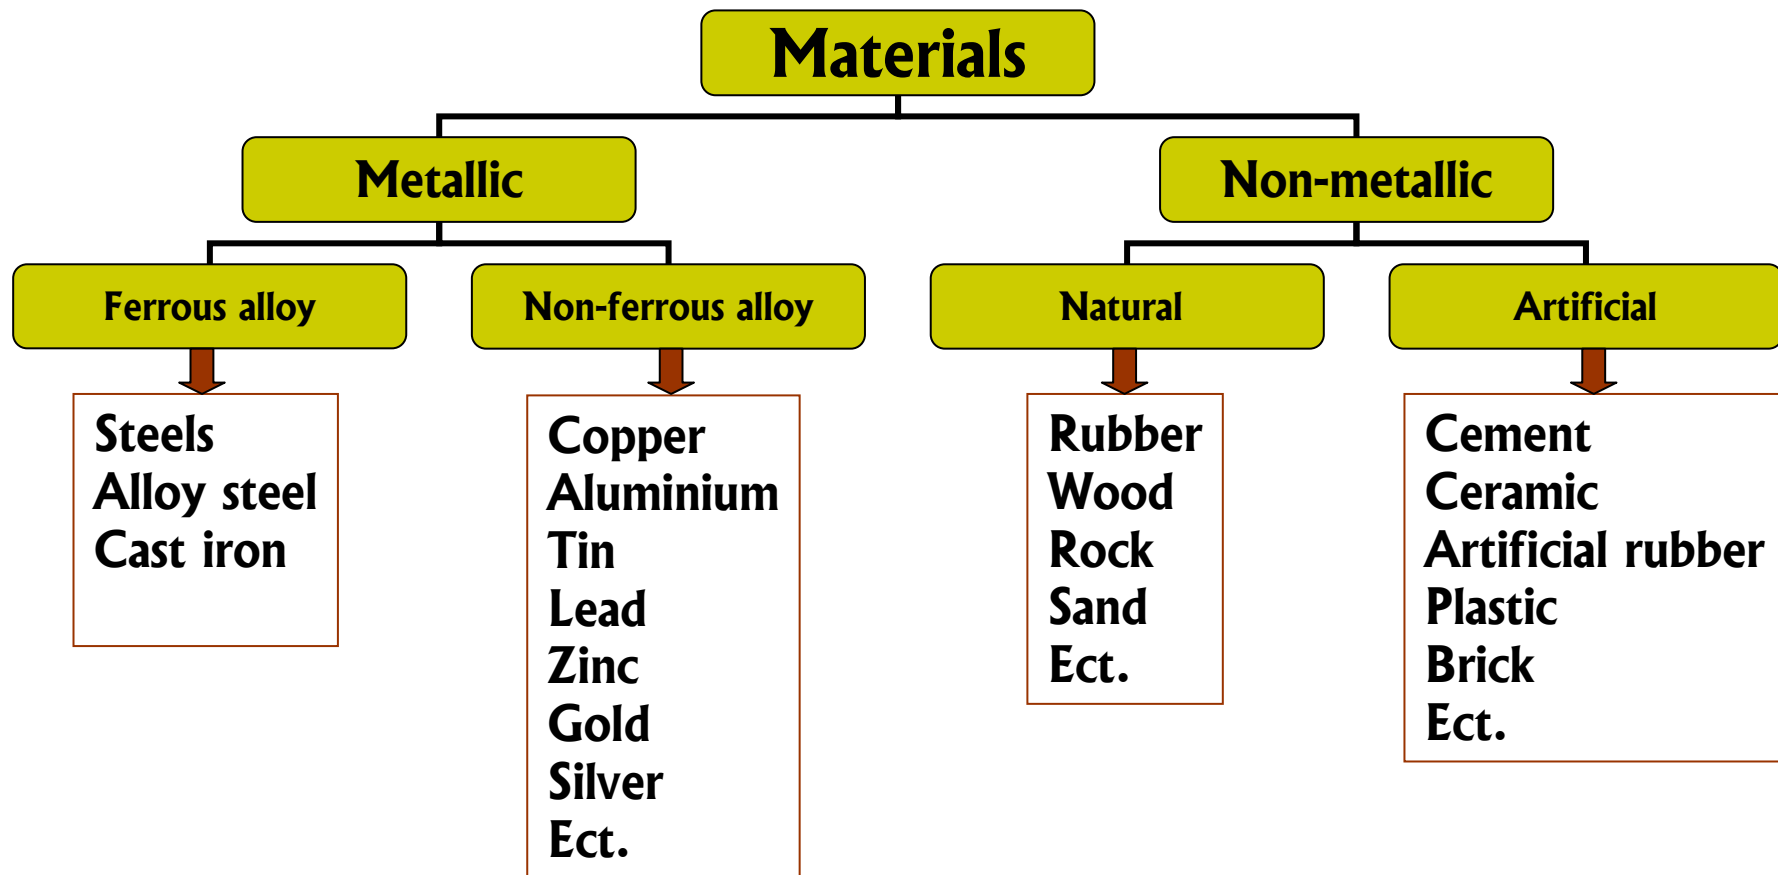 Materials
Metallic
Non-metallic
Ferrous alloy
Non-ferrous alloy
Natural
Artificial
Steels
Alloy steel
Cast iron
Copper
Aluminium
Tin
Lead
Zinc
Gold
Silver
Ect.
Rubber
Wood
Rock
Sand
Ect.
Cement
Ceramic
Artificial rubber
Plastic
Brick
Ect.